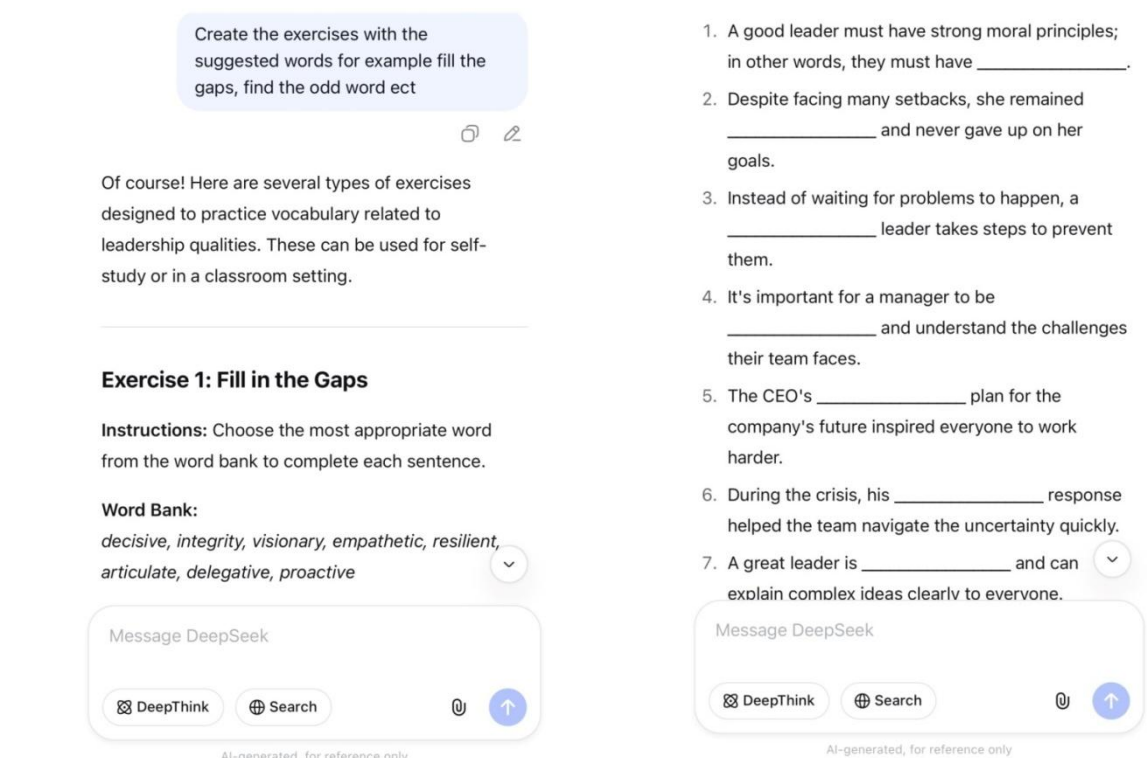 Create the exercises with the
suggested words for example fill the
gaps, find the odd word ect
Of course! Here are several types of exercises
designed to practice vocabulary related to
leadership qualities. These can be used for self-
study or in a classroom setting.
Exercise 1: Fill in the Gaps
Instructions: Choose the most appropriate word
from the word bank to complete each sentence.
Word Bank:
decisive, integrity, visionary, empathetic, resilient,
articulate, delegative, proactive
Message DeepSeek
DeepThink Search
AI-generated, for reference only
1. A good leader must have strong moral principles;
in other words, they must have ________________.
2. Despite facing many setbacks, she remained
________________ and never gave up on her
goals.
3. Instead of waiting for problems to happen, a
________________ leader takes steps to prevent
them.
4. It's important for a manager to be
________________ and understand the challenges
their team faces.
5. The CEO's ________________ plan for the
company's future inspired everyone to work
harder.
6. During the crisis, his ________________ response
helped the team navigate the uncertainty quickly.
7. A great leader is ________________ and can
explain complex ideas clearly to everyone.
Message DeepSeek
DeepThink Search
AI-generated, for reference only